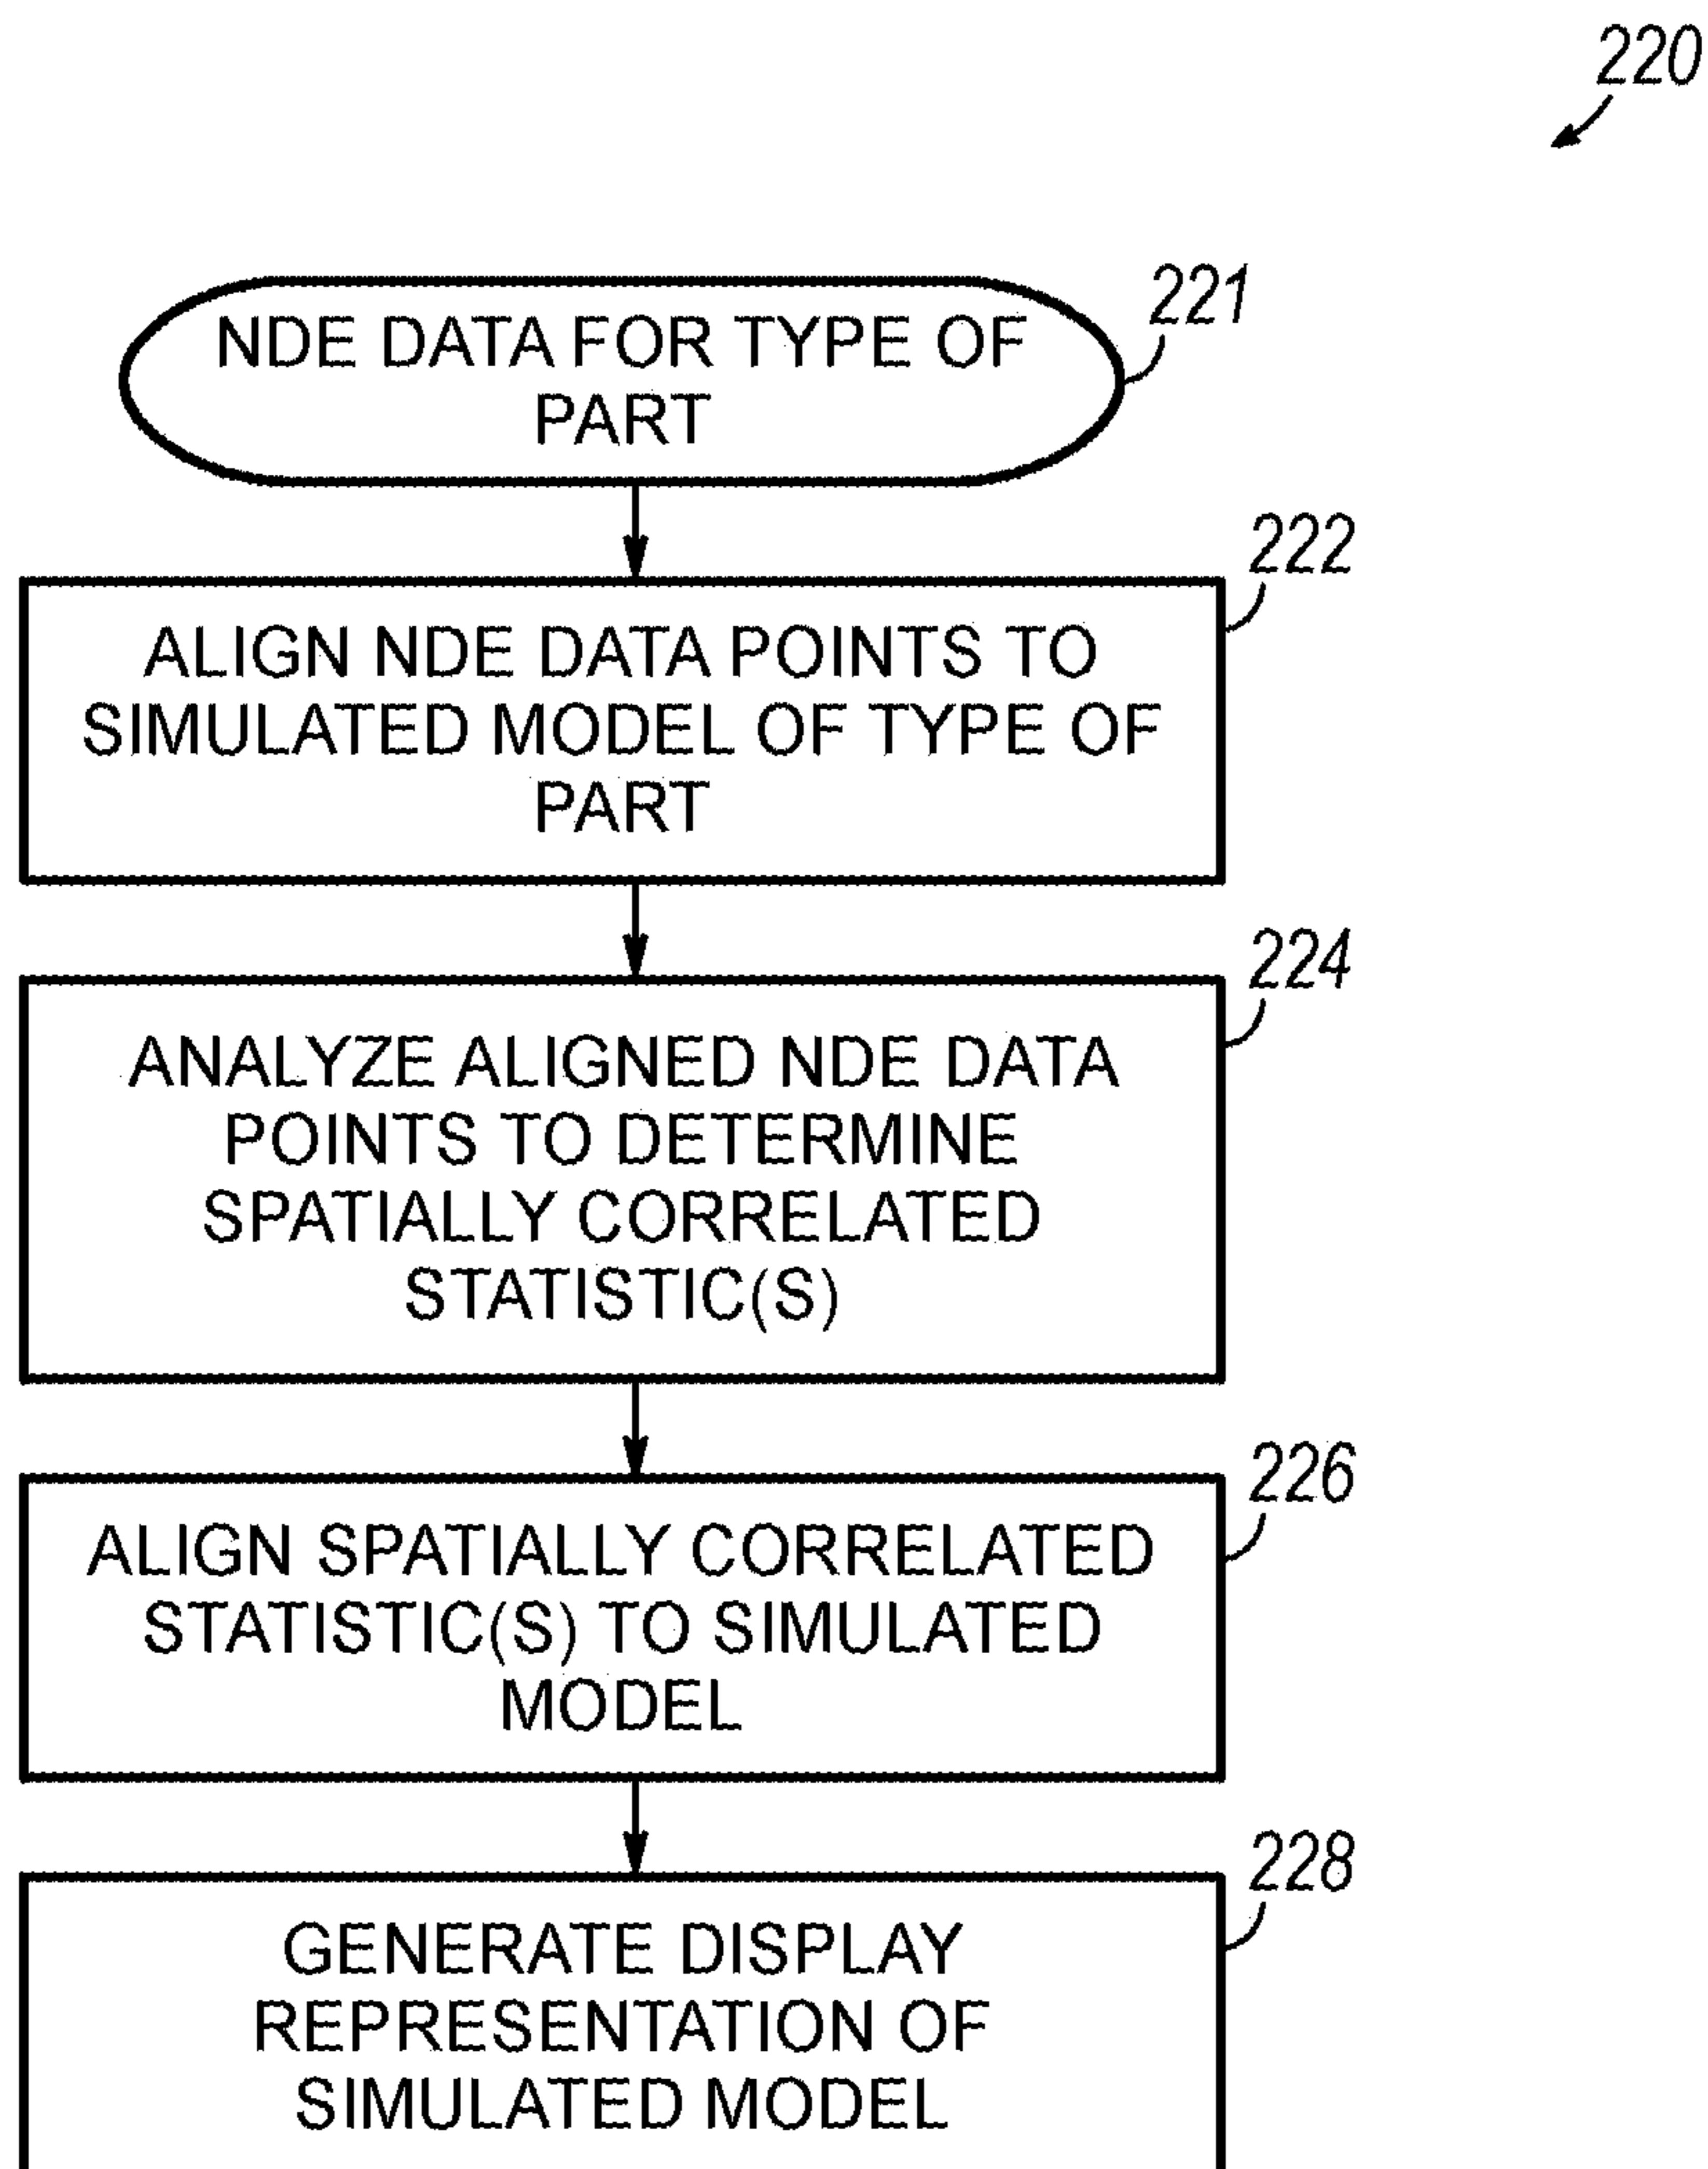 220
221
NDE DATA FOR TYPE OF
PART
222
ALIGN NDE DATA POINTS TO
SIMULATED MODEL OF TYPE OF
PART
224
ANALYZE ALIGNED NDE DATA
POINTS TO DETERMINE
SPATIALLY CORRELATED
STATISTIC(S)
226
ALIGN SPATIALLY CORRELATED
STATISTIC(S) TO SIMULATED
MODEL
228
GENERATE DISPLAY
REPRESENTATION OF
SIMULATED MODEL